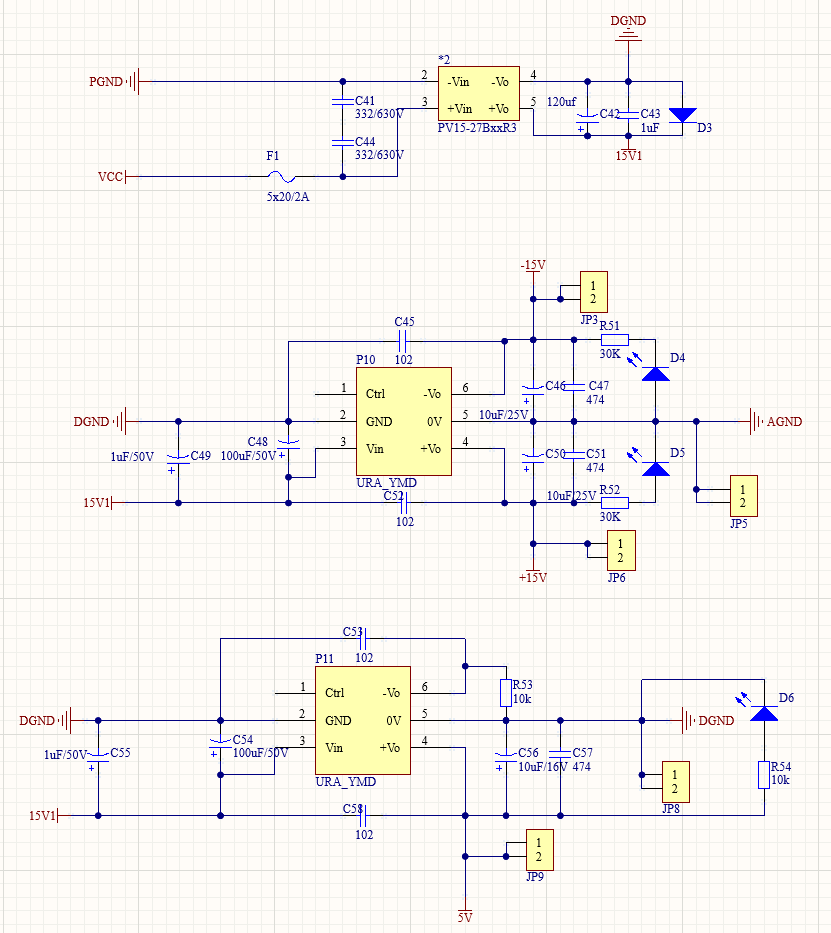 DGND
*2
PGND
2 -Vin -Vo 4
3 +Vin +Vo 5
PV15-27BxxR3
C41
332/630V
C44
332/630V
120uf
C42
C43
1uF
D3
15V1
F1
VCC
5x20/2A
-15V
1
2
JP3
C45
102
R51
30K
D4
P10
1 Ctrl -Vo 6
2 GND 0V 5
3 Vin +Vo 4
URA_YMD
C46
10uF/25V
C47
474
DGND
AGND
C48
100uF/50V
1uF/50V
C49
C50
C51
474
D5
10uF/25V
R52
30K
1
2
JP5
15V1
C52
102
1
2
JP6
+15V
C53
102
P11
1 Ctrl -Vo 6
2 GND 0V 5
3 Vin +Vo 4
URA_YMD
R53
10k
D6
DGND
DGND
C54
100uF/50V
1uF/50V
C55
C56
10uF/16V
C57
474
R54
10k
1
2
JP8
15V1
C58
102
1
2
JP9
5V